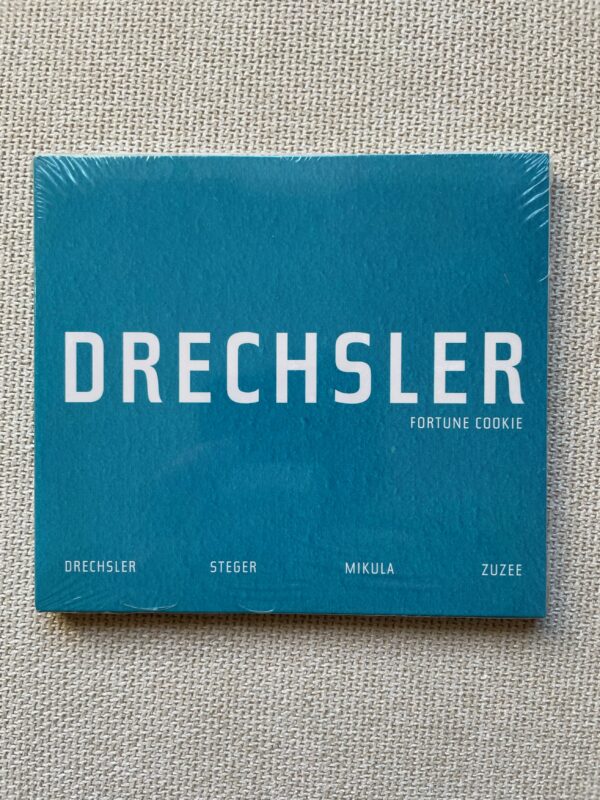 DRECHSLER
FORTUNE COOKIE
DRECHSLER STEGER MIKULA ZUZEE